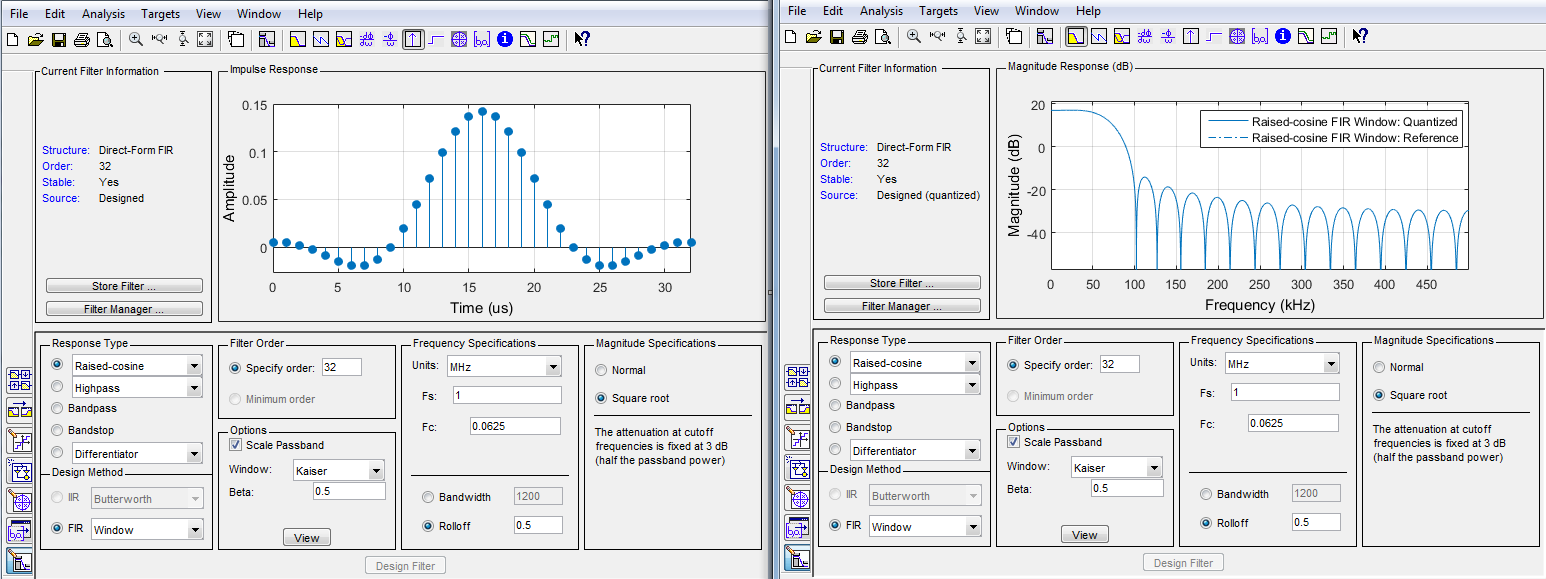 File Edit Analysis Targets View Window Help
Current Filter Information
Structure: Direct-Form FIR
Order: 32
Stable: Yes
Source: Designed
Store Filter ...
Filter Manager ...
Impulse Response
0.15
0.1
0.05
0
Amplitude
0 5 10 15 20 25 30
Time (us)
Response Type
Raised-cosine
Highpass
Bandpass
Bandstop
Differentiator
Design Method
IIR Butterworth
FIR Window
Filter Order
Specify order: 32
Minimum order
Options
Scale Passband
Window: Kaiser
Beta: 0.5
View
Frequency Specifications
Units: MHz
Fs: 1
Fc: 0.0625
Bandwidth 1200
Rolloff 0.5
Magnitude Specifications
Normal
Square root
The attenuation at cutoff
frequencies is fixed at 3 dB
(half the passband power)
Design Filter
File Edit Analysis Targets View Window Help
Current Filter Information
Structure: Direct-Form FIR
Order: 32
Stable: Yes
Source: Designed (quantized)
Store Filter ...
Filter Manager ...
Magnitude Response (dB)
20
0
-20
-40
Magnitude (dB)
Raised-cosine FIR Window: Quantized
Raised-cosine FIR Window: Reference
0 50 100 150 200 250 300 350 400 450
Frequency (kHz)
Response Type
Raised-cosine
Highpass
Bandpass
Bandstop
Differentiator
Design Method
IIR Butterworth
FIR Window
Filter Order
Specify order: 32
Minimum order
Options
Scale Passband
Window: Kaiser
Beta: 0.5
View
Frequency Specifications
Units: MHz
Fs: 1
Fc: 0.0625
Bandwidth 1200
Rolloff 0.5
Magnitude Specifications
Normal
Square root
The attenuation at cutoff
frequencies is fixed at 3 dB
(half the passband power)
Design Filter